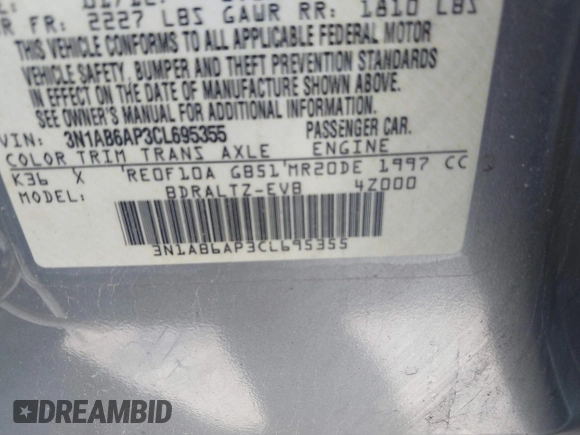 FR: 2227 LBS GAWR RR: 1810 LBS
THIS VEHICLE CONFORMS TO ALL APPLICABLE FEDERAL MOTOR
VEHICLE SAFETY, BUMPER AND THEFT PREVENTION STANDARDS
IN EFFECT ON THE DATE OF MANUFACTURE SHOWN ABOVE.
SEE OWNER'S MANUAL FOR ADDITIONAL INFORMATION.
VIN: 3N1AB6AP3CL695355 PASSENGER CAR.
COLOR TRIM TRANS AXLE ENGINE
K36 X RE0F10A GB51 MR20DE 1997 CC
MODEL: BDRALTZ-EVB 4Z000
3N1AB6AP3CL695355
DREAMBID